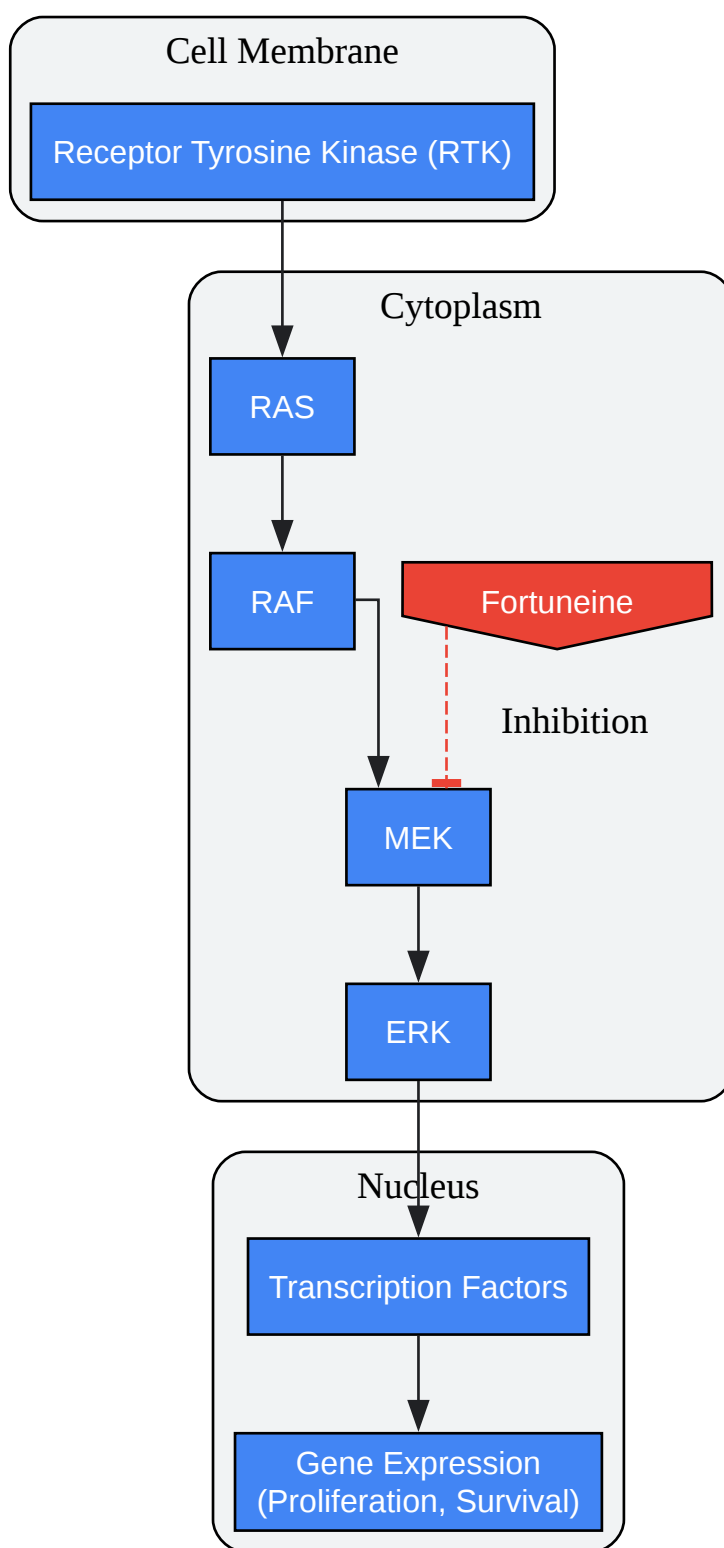 Cell Membrane
Receptor Tyrosine Kinase (RTK)
Cytoplasm
RAS
RAF
Fortuneine
Inhibition
MEK
ERK
Nucleus
Transcription Factors
Gene Expression
(Proliferation, Survival)